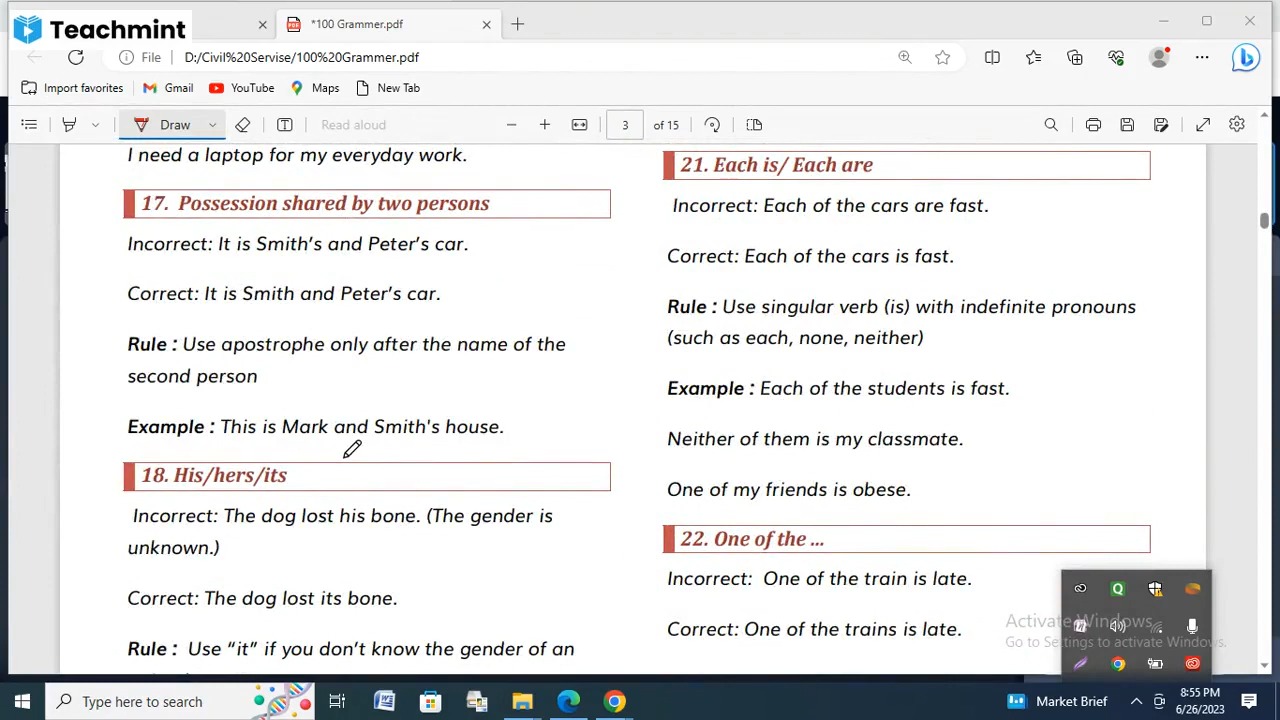 Teachmint
*100 Grammer.pdf
File
D:/Civil%20Servise/100%20Grammer.pdf
Import favorites
Gmail
YouTube
Maps
New Tab
Draw
Read aloud
3
of 15
I need a laptop for my everyday work.
17. Possession shared by two persons
Incorrect: It is Smith's and Peter's car.
Correct: It is Smith and Peter's car.
Rule : Use apostrophe only after the name of the
second person
Example : This is Mark and Smith's house.
18. His/hers/its
Incorrect: The dog lost his bone. (The gender is
unknown.)
Correct: The dog lost its bone.
Rule : Use “it” if you don't know the gender of an
21. Each is/ Each are
Incorrect: Each of the cars are fast.
Correct: Each of the cars is fast.
Rule : Use singular verb (is) with indefinite pronouns
(such as each, none, neither)
Example : Each of the students is fast.
Neither of them is my classmate.
One of my friends is obese.
22. One of the ...
Incorrect: One of the train is late.
Correct: One of the trains is late.
Activate Windows
Go to Settings to activate Windows.
Type here to search
Market Brief
8:55 PM
6/26/2023